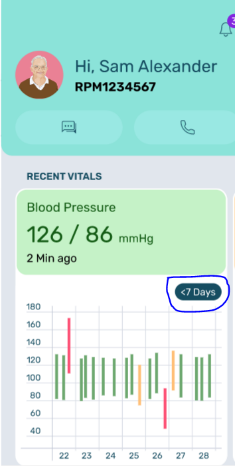 3
Hi, Sam Alexander
RPM1234567
RECENT VITALS
Blood Pressure
126 / 86 mmHg
2 Min ago
<7 Days
180
160
140
120
100
80
60
40
22 23 24 25 26 27 28